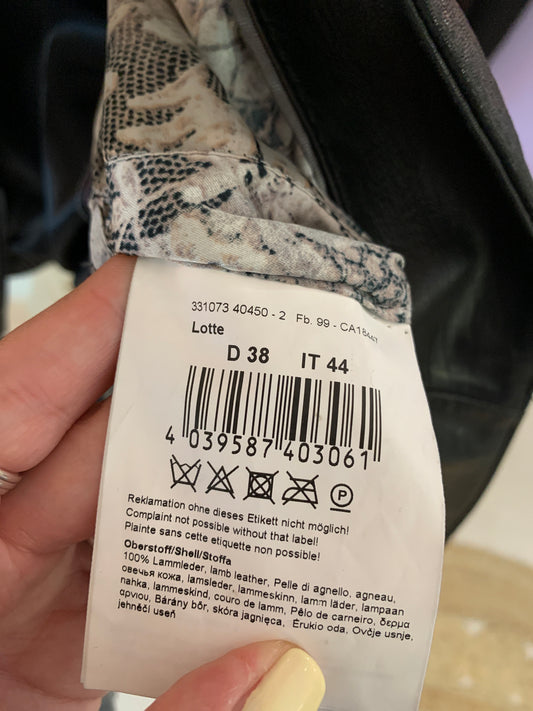 331073 40450 - 2 Fb. 99 - CA18447
Lotte
D 38 IT 44
4 039587 403061
P
Reklamation ohne dieses Etikett nicht möglich!
Complaint not possible without that label!
Plainte sans cette etiquette non possible!
Oberstoff/Shell/Stoffa
100% Lammleder, lamb leather, Pelle di agnello, agneau,
овечья кожа, lamsleder, lammeskinn, lamm läder, lampaan
nahka, lammeskind, couro de lamm, Pêlo de carneiro, δερμα
αρνιου, Bárány bőr, skóra jagnięca, Ėrukio oda, Ovčje usnje,
jehněčí useň